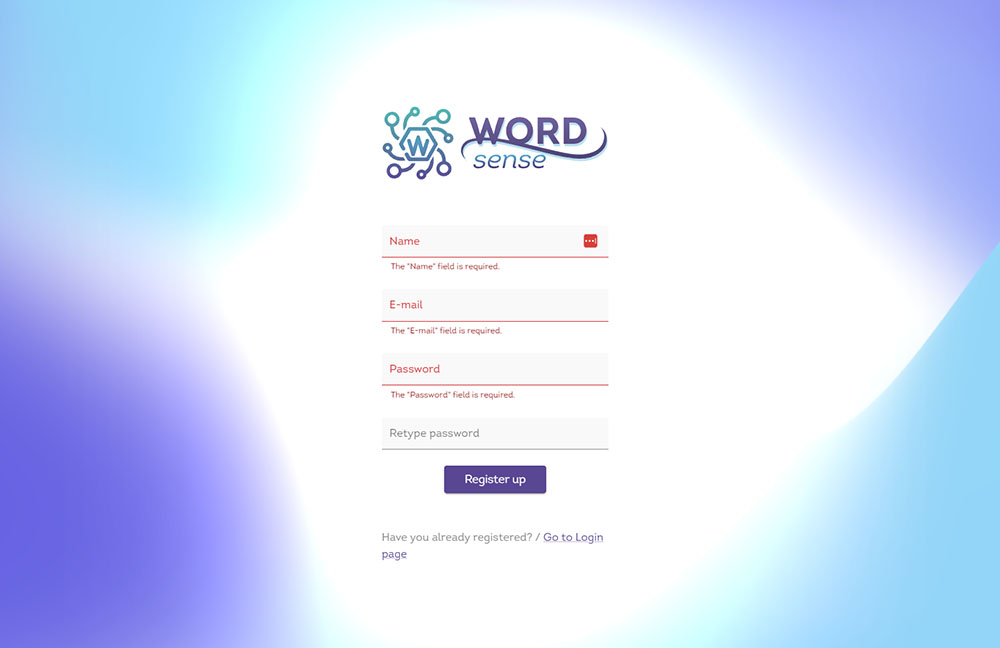 W
WORD
sense
Name
The "Name" field is required.
E-mail
The "E-mail" field is required.
Password
The "Password" field is required.
Retype password
Register up
Have you already registered? / Go to Login
page